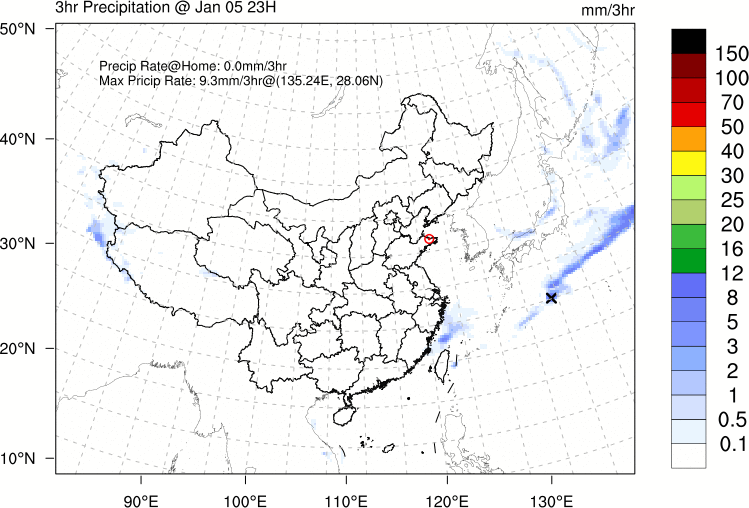 3hr Precipitation @ Jan 05 23H
mm/3hr
Precip Rate@Home: 0.0mm/3hr
Max Pricip Rate: 9.3mm/3hr@(135.24E, 28.06N)
50°N
40°N
30°N
20°N
10°N
90°E
100°E
110°E
120°E
130°E
150
100
70
50
40
30
25
20
16
12
8
5
3
2
1
0.5
0.1